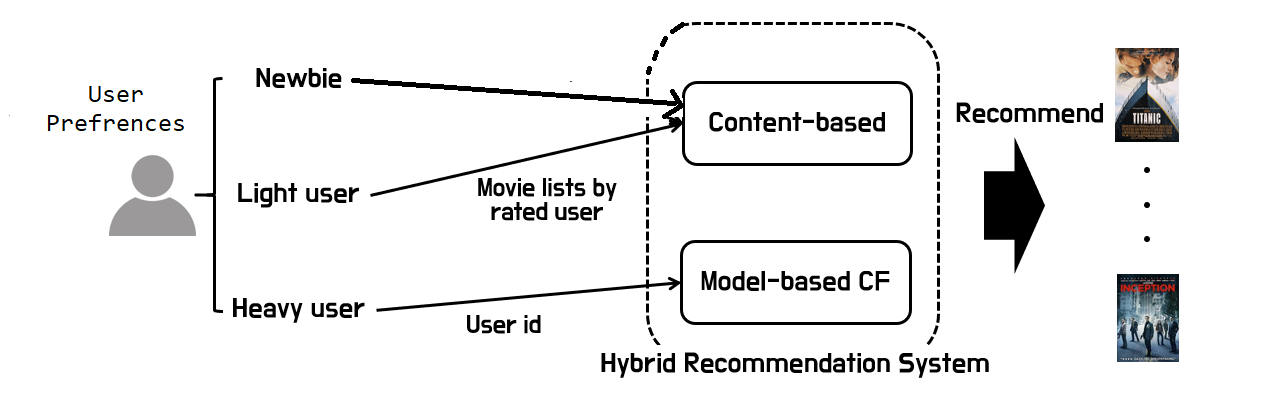 User
Prefrences
Newbie
Light user
Heavy user
Movie lists by
rated user
User id
Content-based
Model-based CF
Hybrid Recommendation System
Recommend
TITANIC
INCEPTION